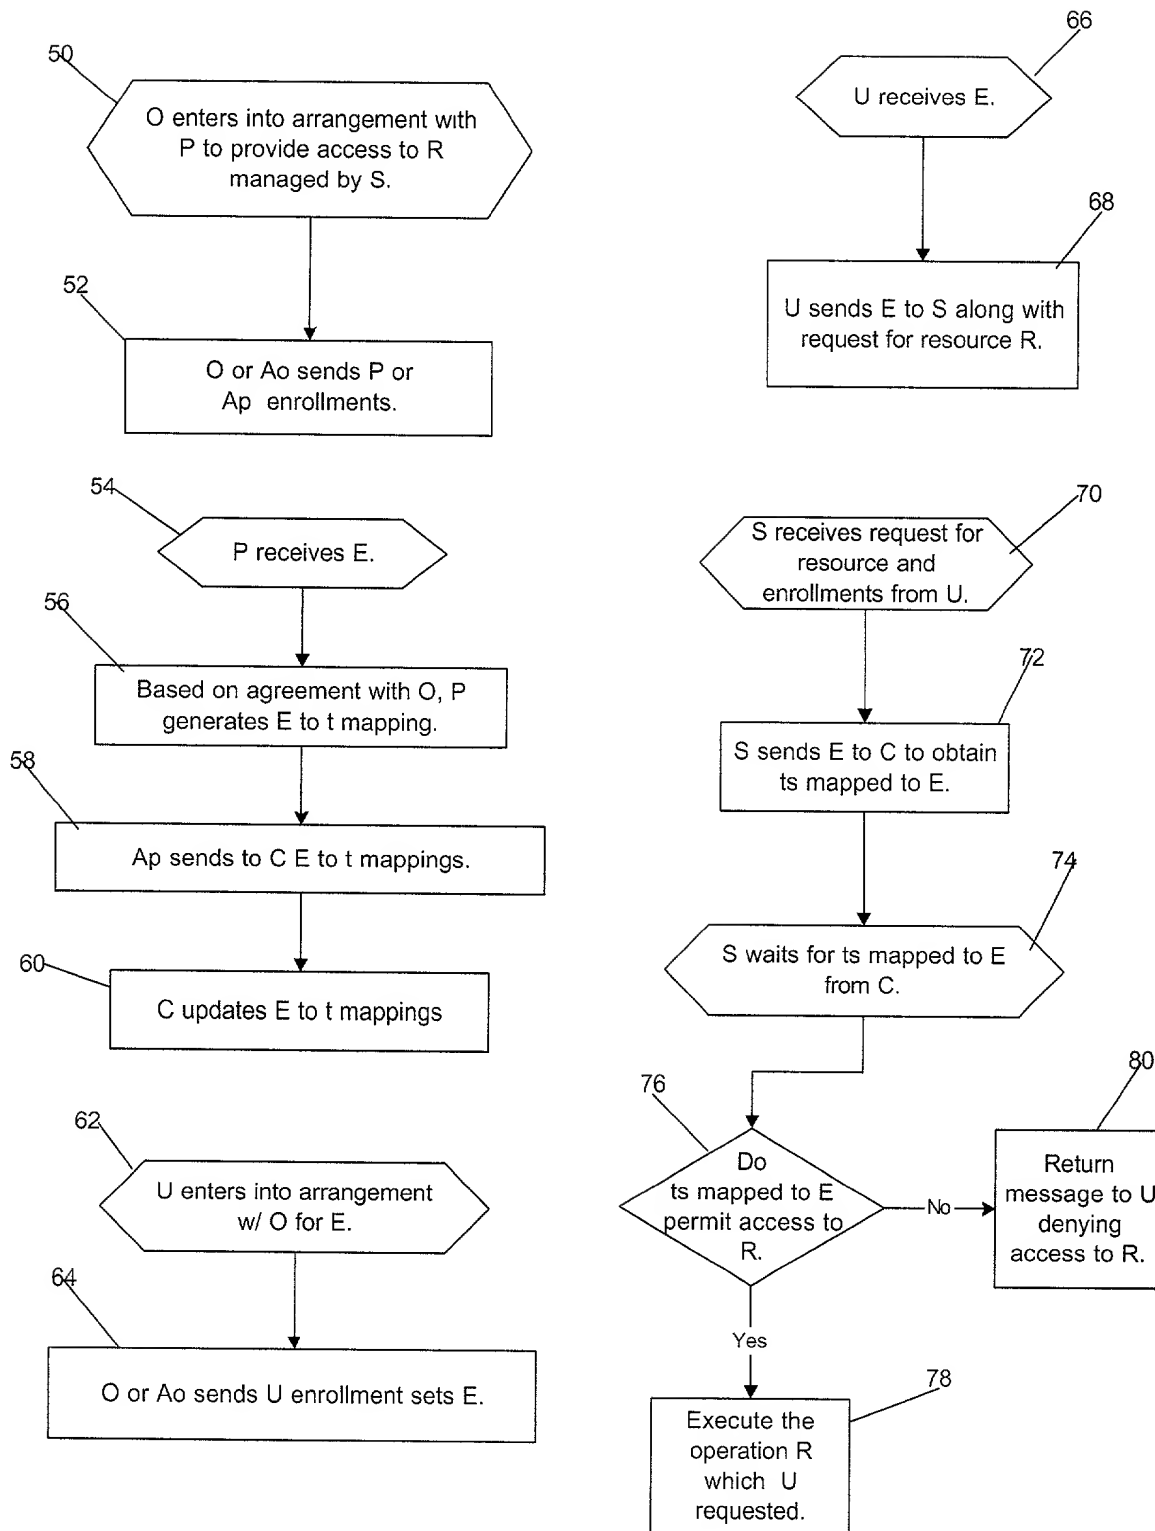 50
O enters into arrangement with
P to provide access to R
managed by S.
52
O or Ao sends P or
Ap enrollments.
54
P receives E.
56
Based on agreement with O, P
generates E to t mapping.
58
Ap sends to C E to t mappings.
60
C updates E to t mappings
62
U enters into arrangement
w/ O for E.
64
O or Ao sends U enrollment sets E.
66
U receives E.
68
U sends E to S along with
request for resource R.
70
S receives request for
resource and
enrollments from U.
72
S sends E to C to obtain
ts mapped to E.
74
S waits for ts mapped to E
from C.
76
Do
ts mapped to E
permit access to
R.
No
80
Return
message to U
denying
access to R.
Yes
78
Execute the
operation R
which U
requested.